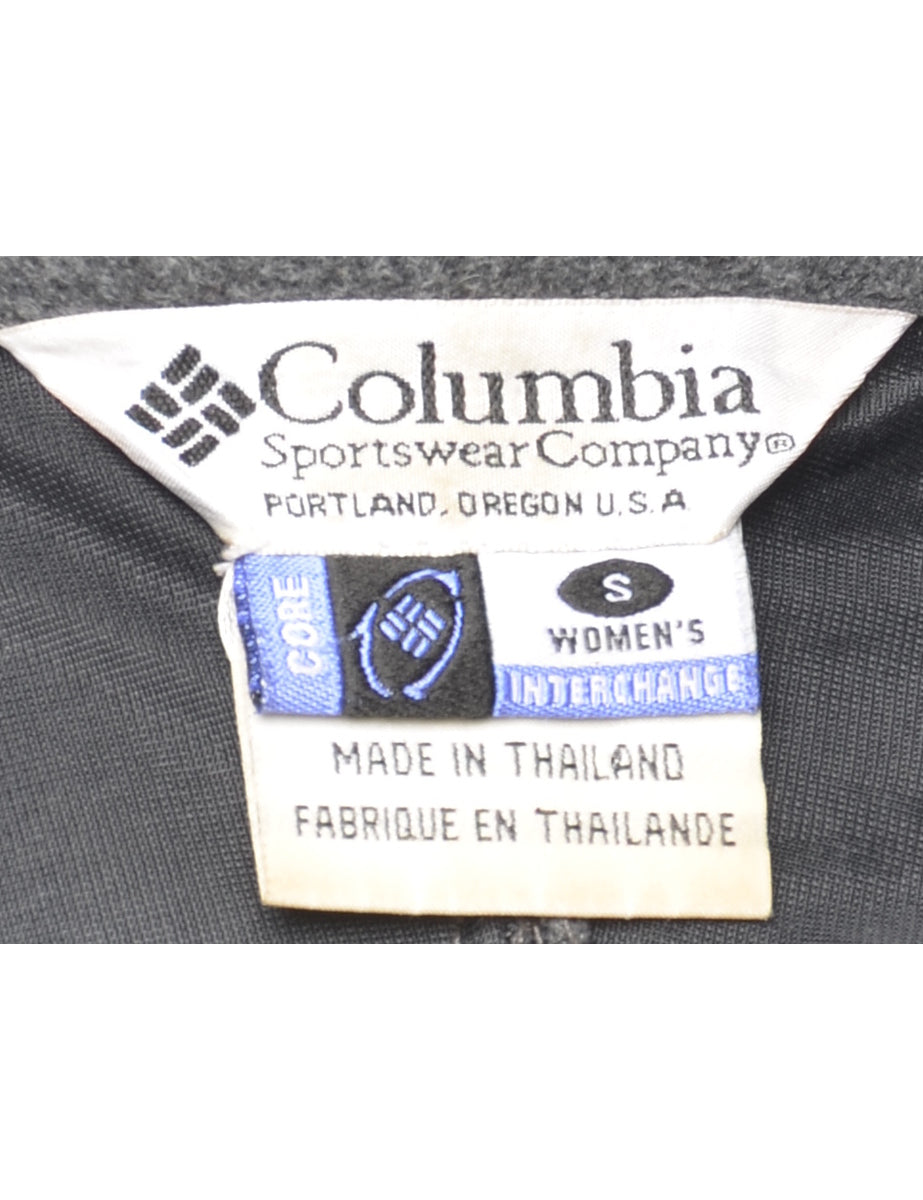 Columbia
Sportswear Company®
PORTLAND, OREGON U.S.A
CORE
S
WOMEN'S
INTERCHANGE
MADE IN THAILAND
FABRIQUE EN THAILANDE